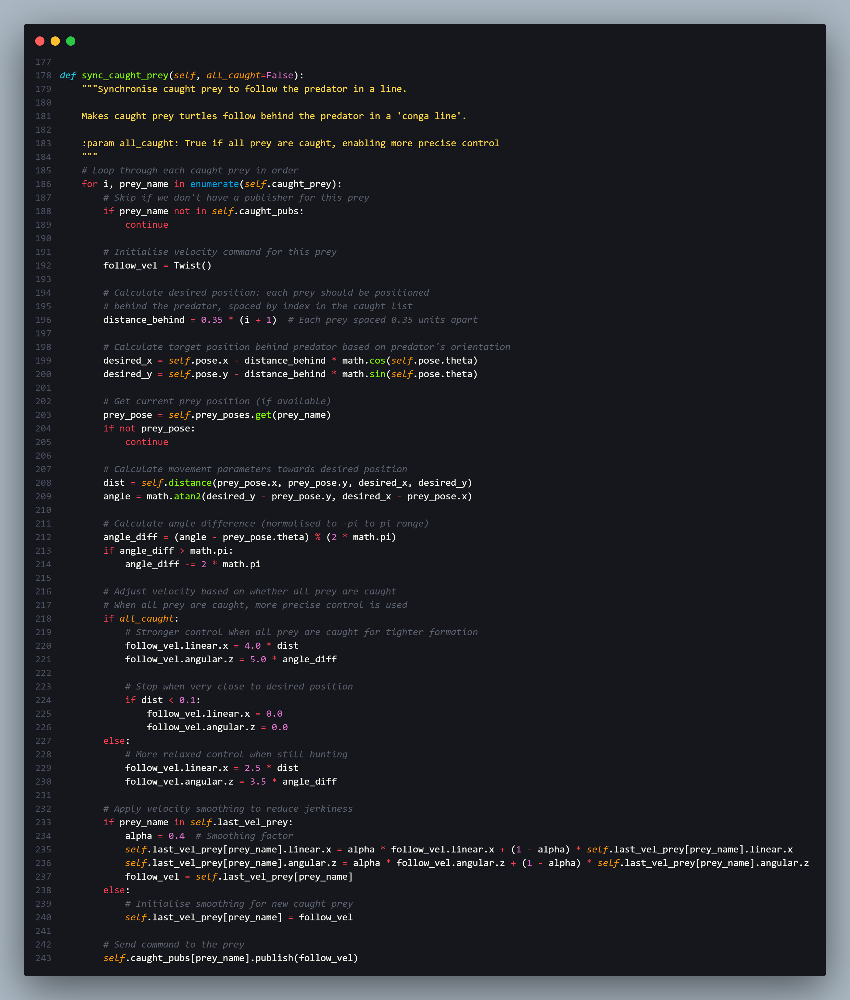 177
178 def sync_caught_prey(self, all_caught=False):
179     """Synchronise caught prey to follow the predator in a line.
180
181     Makes caught prey turtles follow behind the predator in a 'conga line'.
182
183     :param all_caught: True if all prey are caught, enabling more precise control
184     """
185     # Loop through each caught prey in order
186     for i, prey_name in enumerate(self.caught_prey):
187         # Skip if we don't have a publisher for this prey
188         if prey_name not in self.caught_pubs:
189             continue
190
191         # Initialise velocity command for this prey
192         follow_vel = Twist()
193
194         # Calculate desired position: each prey should be positioned
195         # behind the predator, spaced by index in the caught list
196         distance_behind = 0.35 * (i + 1)  # Each prey spaced 0.35 units apart
197
198         # Calculate target position behind predator based on predator's orientation
199         desired_x = self.pose.x - distance_behind * math.cos(self.pose.theta)
200         desired_y = self.pose.y - distance_behind * math.sin(self.pose.theta)
201
202         # Get current prey position (if available)
203         prey_pose = self.prey_poses.get(prey_name)
204         if not prey_pose:
205             continue
206
207         # Calculate movement parameters towards desired position
208         dist = self.distance(prey_pose.x, prey_pose.y, desired_x, desired_y)
209         angle = math.atan2(desired_y - prey_pose.y, desired_x - prey_pose.x)
210
211         # Calculate angle difference (normalised to -pi to pi range)
212         angle_diff = (angle - prey_pose.theta) % (2 * math.pi)
213         if angle_diff > math.pi:
214             angle_diff -= 2 * math.pi
215
216         # Adjust velocity based on whether all prey are caught
217         # When all prey are caught, more precise control is used
218         if all_caught:
219             # Stronger control when all prey are caught for tighter formation
220             follow_vel.linear.x = 4.0 * dist
221             follow_vel.angular.z = 5.0 * angle_diff
222
223             # Stop when very close to desired position
224             if dist < 0.1:
225                 follow_vel.linear.x = 0.0
226                 follow_vel.angular.z = 0.0
227         else:
228             # More relaxed control when still hunting
229             follow_vel.linear.x = 2.5 * dist
230             follow_vel.angular.z = 3.5 * angle_diff
231
232         # Apply velocity smoothing to reduce jerkiness
233         if prey_name in self.last_vel_prey:
234             alpha = 0.4  # Smoothing factor
235             self.last_vel_prey[prey_name].linear.x = alpha * follow_vel.linear.x + (1 - alpha) * self.last_vel_prey[prey_name].linear.x
236             self.last_vel_prey[prey_name].angular.z = alpha * follow_vel.angular.z + (1 - alpha) * self.last_vel_prey[prey_name].angular.z
237             follow_vel = self.last_vel_prey[prey_name]
238         else:
239             # Initialise smoothing for new caught prey
240             self.last_vel_prey[prey_name] = follow_vel
241
242         # Send command to the prey
243         self.caught_pubs[prey_name].publish(follow_vel)